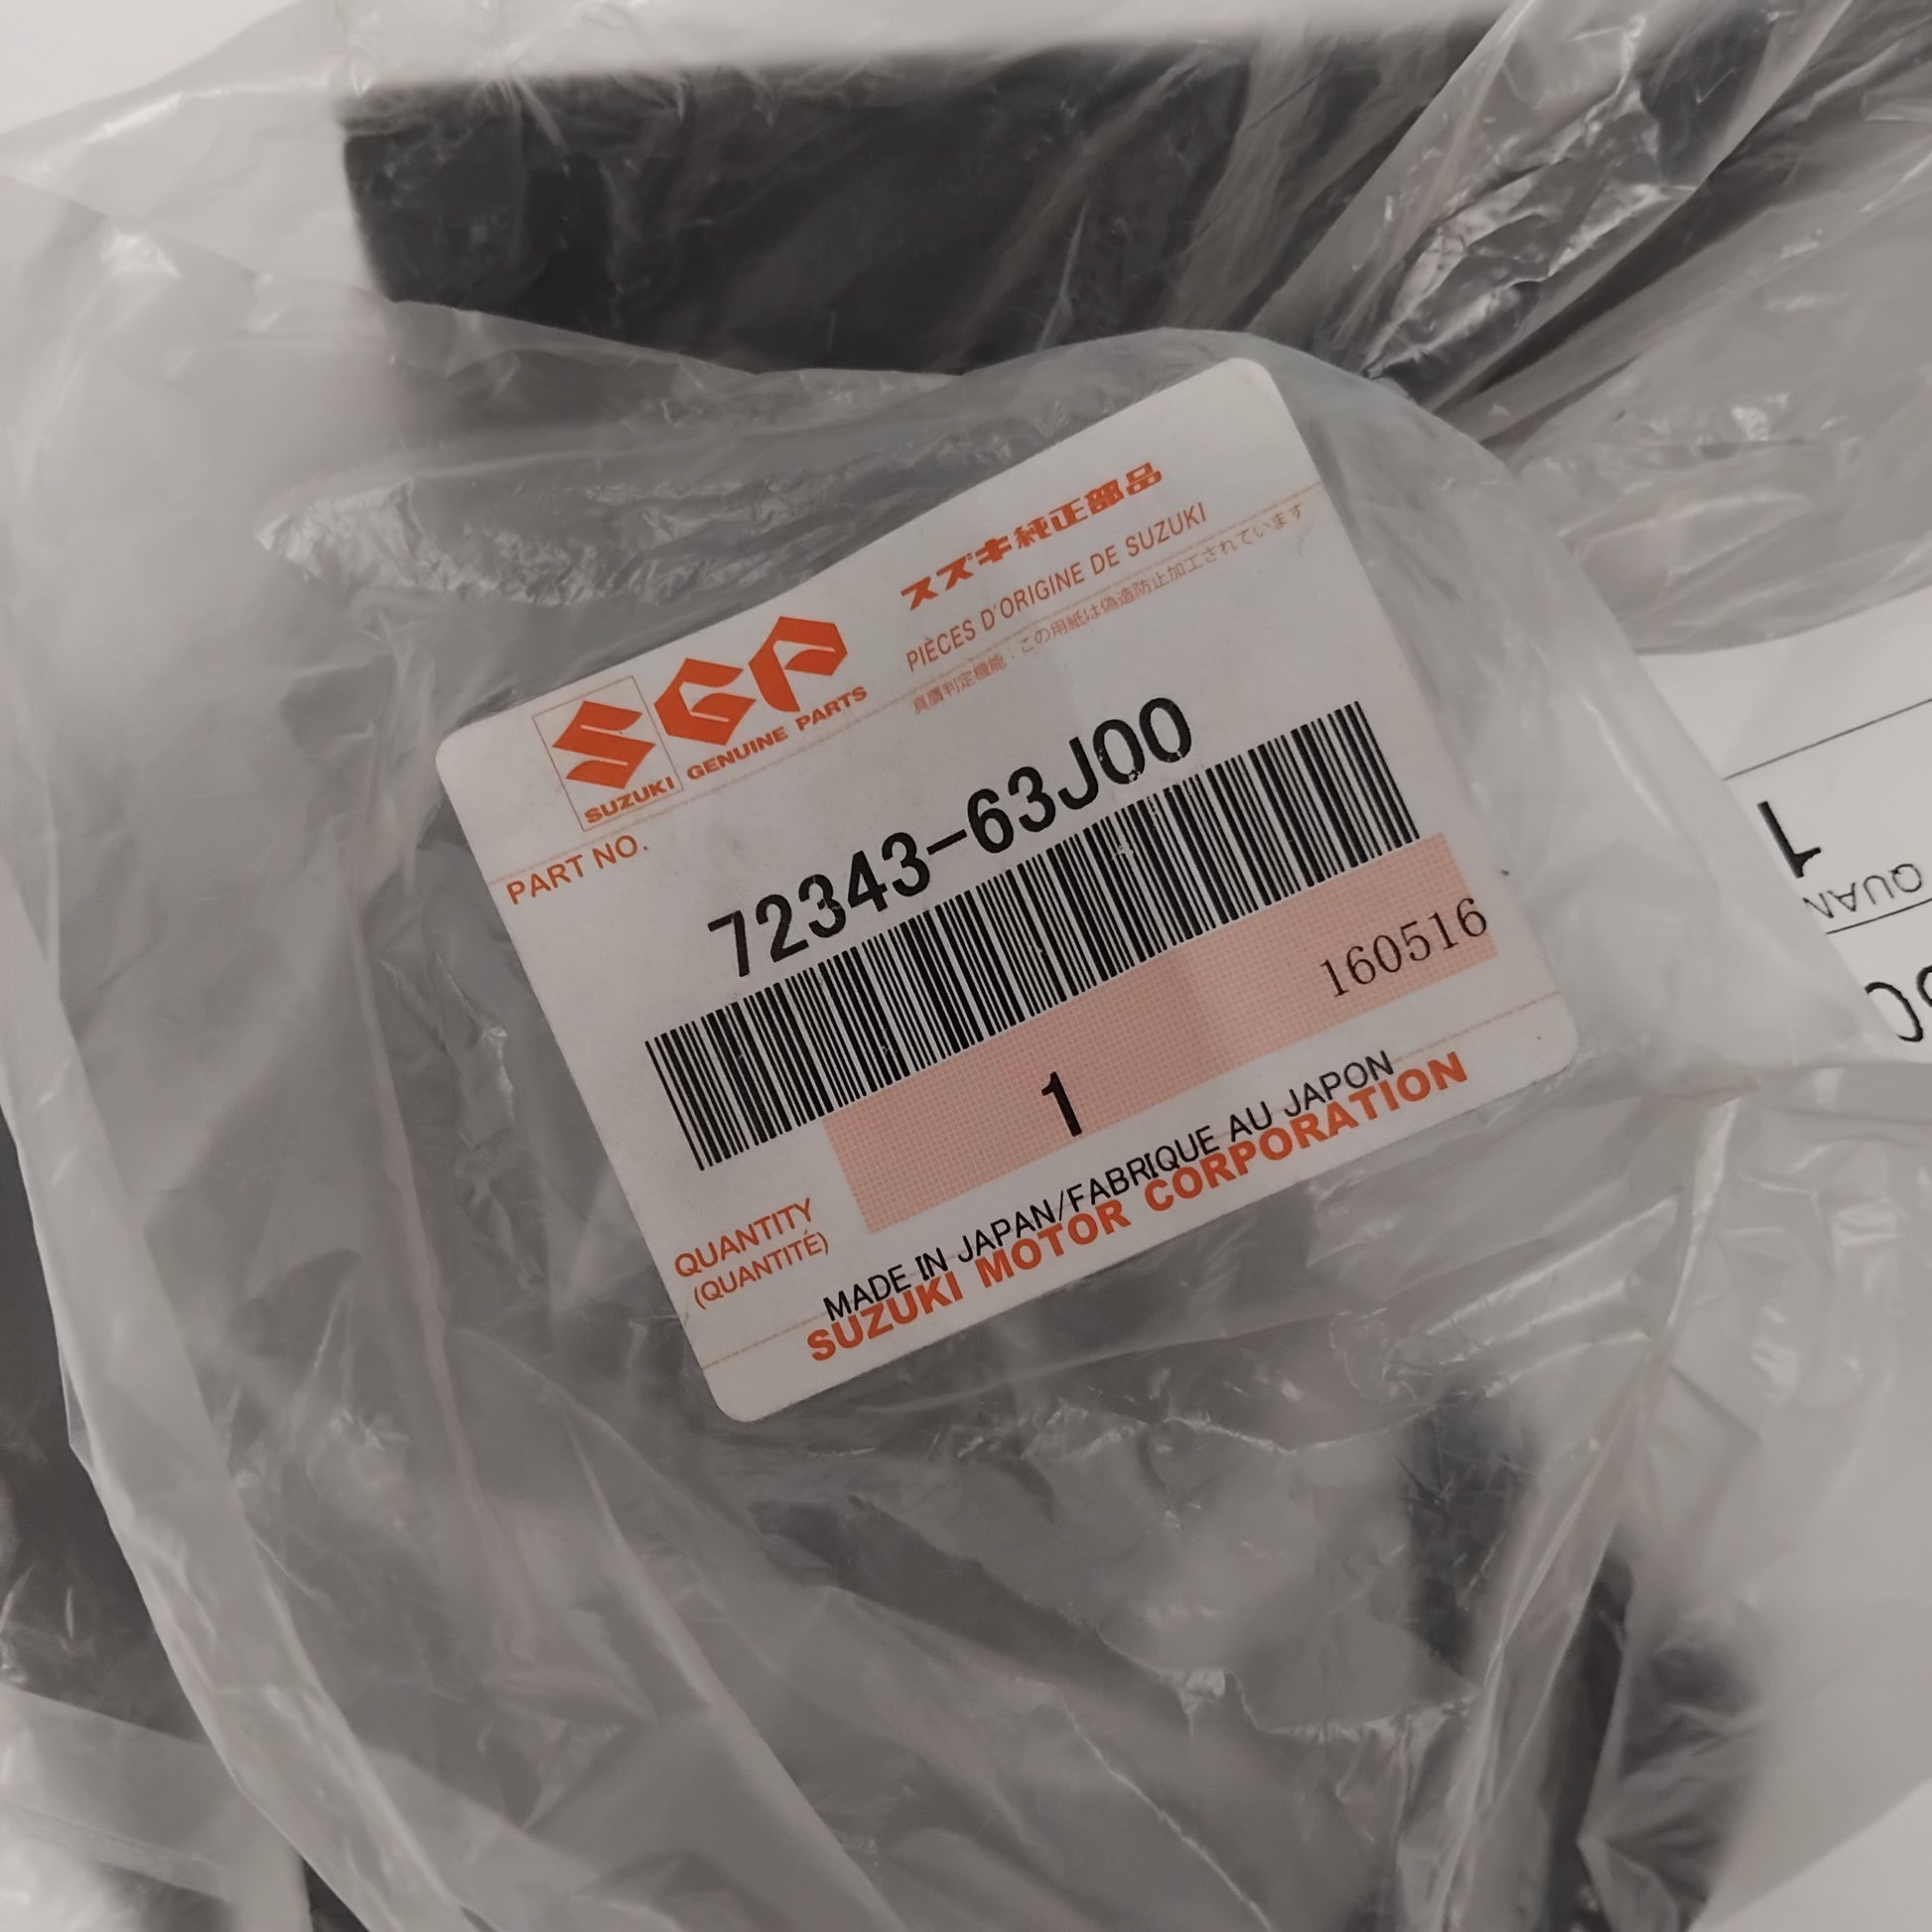 SGP
SUZUKI GENUINE PARTS
スズキ純正部品
PIÈCES D'ORIGINE DE SUZUKI
真贋判定機能:この用紙は偽造防止加工されています
PART NO.
72343-63J00
160516
1
QUANTITY
(QUANTITÉ)
MADE IN JAPAN/FABRIQUE AU JAPON
SUZUKI MOTOR CORPORATION
1
QUAN